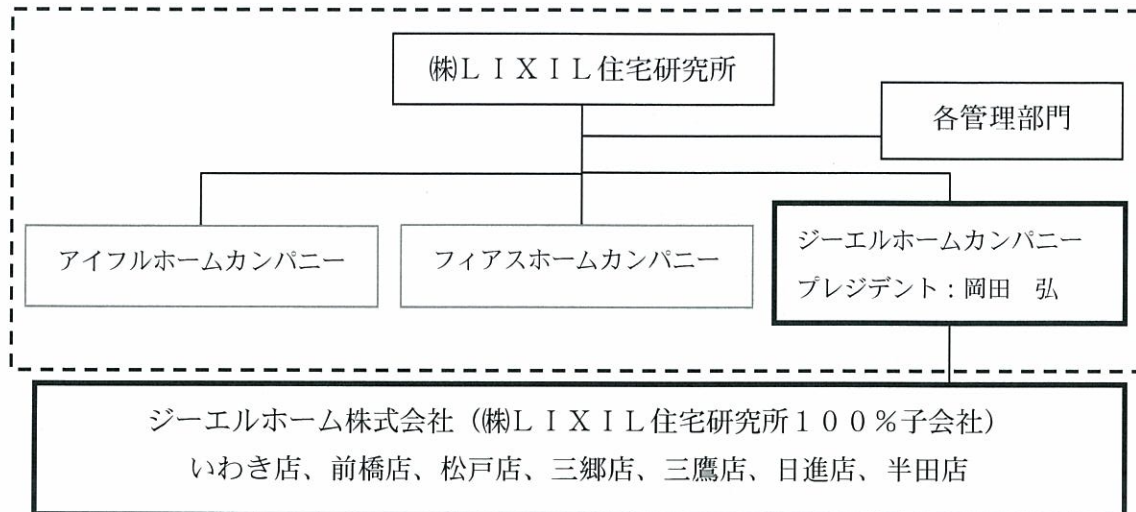 ㈱ＬＩＸＩＬ住宅研究所
各管理部門
アイフルホームカンパニー
フィアスホームカンパニー
ジーエルホームカンパニー
プレジデント：岡田　弘
ジーエルホーム株式会社（㈱ＬＩＸＩＬ住宅研究所１００％子会社）
いわき店、前橋店、松戸店、三郷店、三鷹店、日進店、半田店